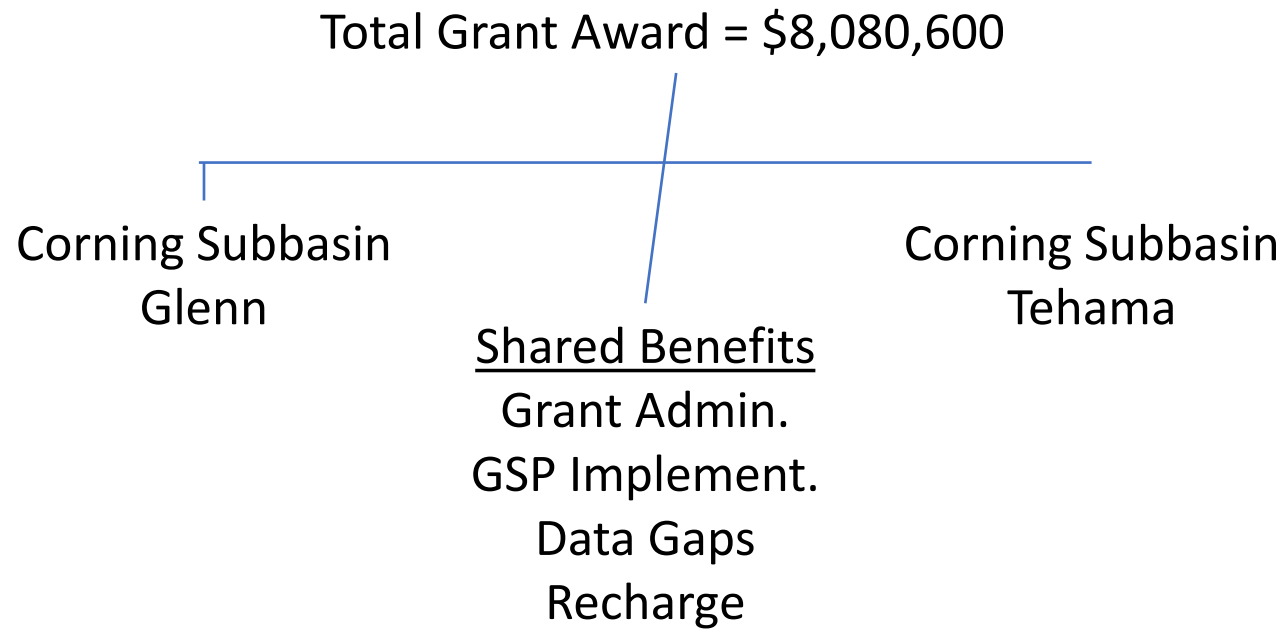 Total Grant Award = $8,080,600
Corning Subbasin
Glenn
Corning Subbasin
Tehama
Shared Benefits
Grant Admin.
GSP Implement.
Data Gaps
Recharge